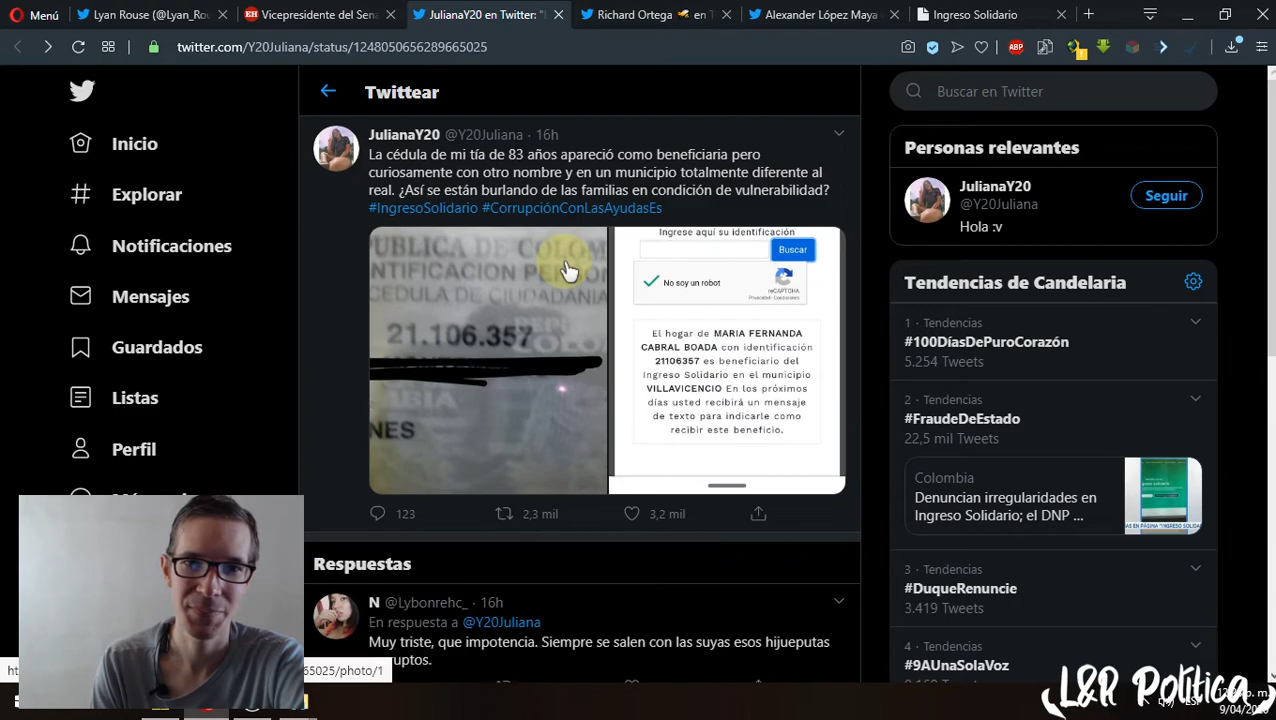 Menú
Lyan Rouse (@Lyan_Rou
Vicepresidente del Sena
JulianaY20 en Twitter: "L
Richard Ortega
en T
Alexander López Maya
Ingreso Solidario
twitter.com/Y20Juliana/status/1248050656289665025
ABP
Inicio
Explorar
Notificaciones
Mensajes
Guardados
Listas
Perfil
Twittear
JulianaY20 @Y20Juliana · 16h
La cédula de mi tía de 83 años apareció como beneficiaria pero
curiosamente con otro nombre y en un municipio totalmente diferente al
real. ¿Así se están burlando de las familias en condición de vulnerabilidad?
#IngresoSolidario #CorrupciónConLasAyudasEs
21.106.357
NES
Ingrese aquí su identificación
Buscar
No soy un robot
reCAPTCHA
El hogar de MARIA FERNANDA
CABRAL BOADA con identificación
21106357 es beneficiario del
Ingreso Solidario en el municipio
VILLAVICENCIO En los próximos
días usted recibirá un mensaje
de texto para indicarle como
recibir este beneficio.
123
2,3 mil
3,2 mil
Respuestas
N @Lybonrehc_ · 16h
En respuesta a @Y20Juliana
Muy triste, que impotencia. Siempre se salen con las suyas esos hijueputas
ruptos.
65025/photo/1
Buscar en Twitter
Personas relevantes
JulianaY20
@Y20Juliana
Seguir
Hola :v
Tendencias de Candelaria
1 · Tendencias
#100DíasDePuroCorazón
5.254 Tweets
2 · Tendencias
#FraudeDeEstado
22,5 mil Tweets
Colombia
Denuncian irregularidades en
Ingreso Solidario; el DNP ...
3 · Tendencias
#DuqueRenuncie
3.419 Tweets
4 · Tendencias
#9AUnaSolaVoz
L&R Política